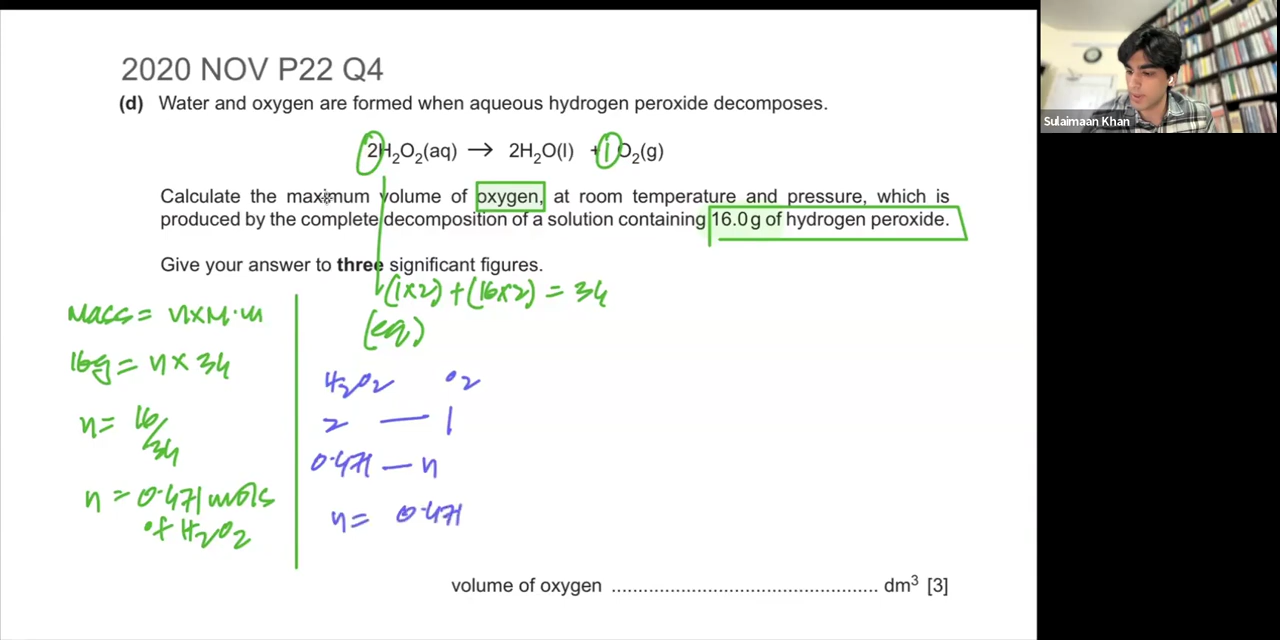 2020 NOV P22 Q4
(d) Water and oxygen are formed when aqueous hydrogen peroxide decomposes.
2H₂O₂(aq) → 2H₂O(l) + 1 O₂(g)
Calculate the maximum volume of oxygen, at room temperature and pressure, which is
produced by the complete decomposition of a solution containing 16.0 g of hydrogen peroxide.
Give your answer to three significant figures.
(1×2) + (16×2) = 34
(eq)
Mass = n×M.m
16g = n × 34
n = 16/34
n = 0.471 mols
of H₂O₂
H₂O₂ O₂
2 — 1
0.471 — n
n = 0.471
volume of oxygen ................................................... dm³ [3]
Sulaimaan Khan